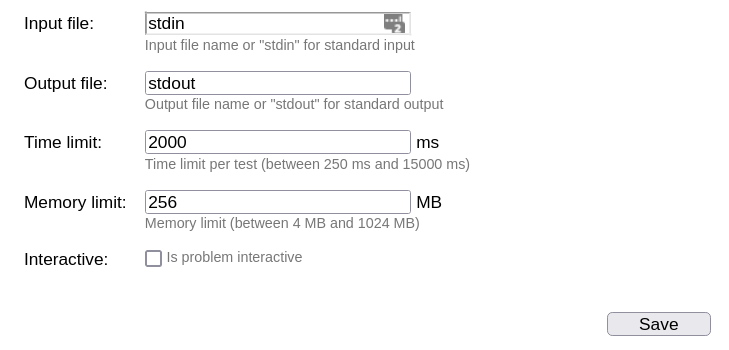 Input file: stdin
Input file name or "stdin" for standard input
Output file: stdout
Output file name or "stdout" for standard output
Time limit: 2000 ms
Time limit per test (between 250 ms and 15000 ms)
Memory limit: 256 MB
Memory limit (between 4 MB and 1024 MB)
Interactive: Is problem interactive
Save